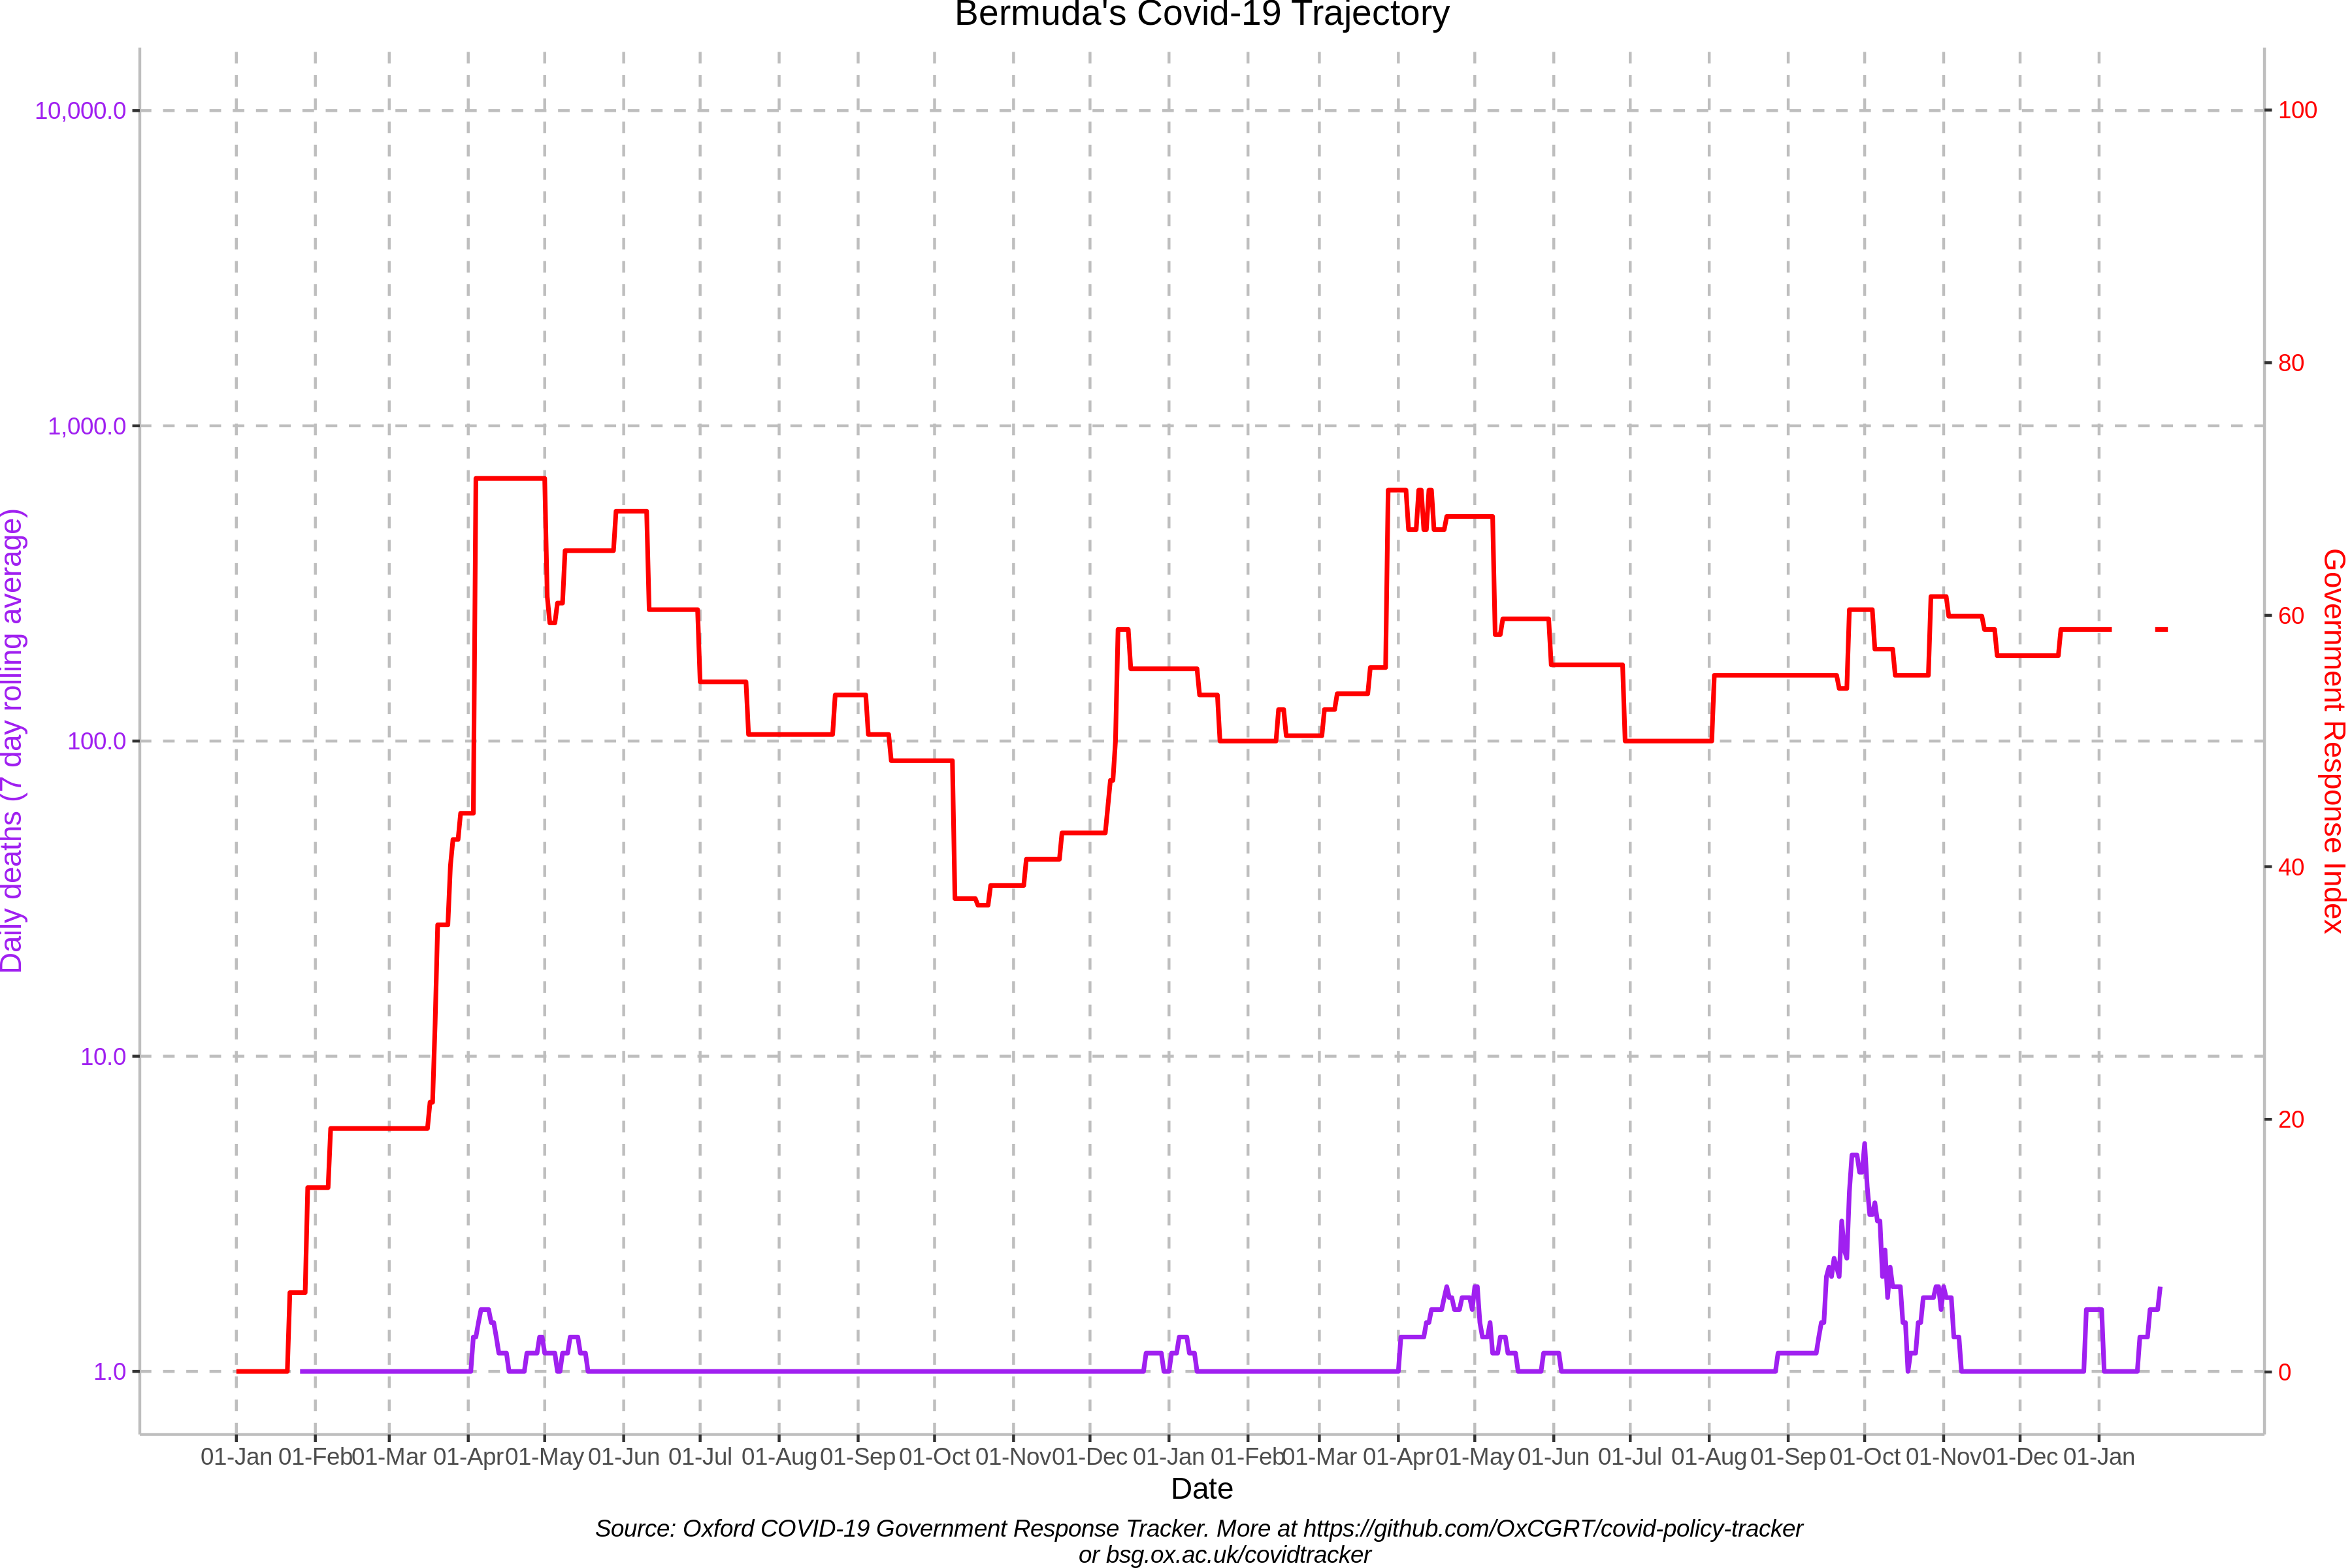 Bermuda's Covid-19 Trajectory
10,000.0
1,000.0
100.0
10.0
1.0
Daily deaths (7 day rolling average)
100
80
60
40
20
0
Government Response Index
01-Jan 01-Feb 01-Mar 01-Apr 01-May 01-Jun 01-Jul 01-Aug 01-Sep 01-Oct 01-Nov 01-Dec 01-Jan 01-Feb 01-Mar 01-Apr 01-May 01-Jun 01-Jul 01-Aug 01-Sep 01-Oct 01-Nov 01-Dec 01-Jan
Date
Source: Oxford COVID-19 Government Response Tracker. More at https://github.com/OxCGRT/covid-policy-tracker
or bsg.ox.ac.uk/covidtracker